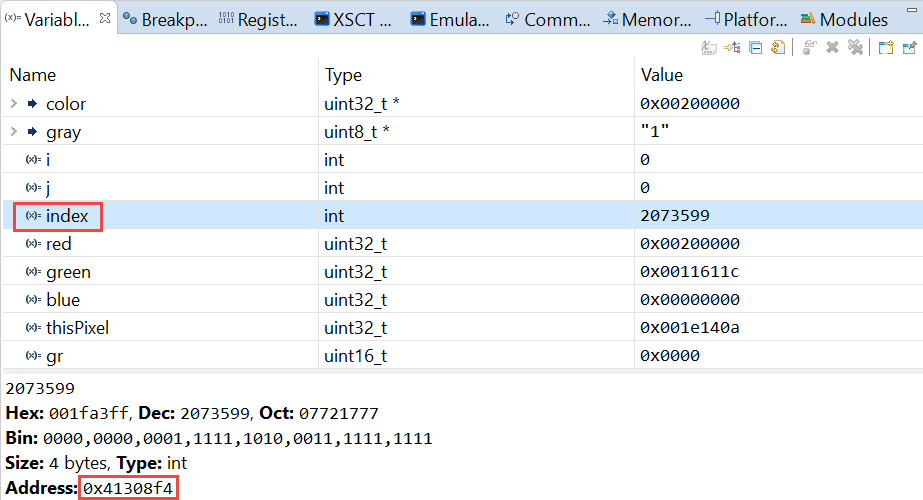 Variabl... Breakp... Regist... XSCT ... Emula... Comm... Memor... Platfor... Modules
Name Type Value
color uint32_t * 0x00200000
gray uint8_t * "1"
i int 0
j int 0
index int 2073599
red uint32_t 0x00200000
green uint32_t 0x0011611c
blue uint32_t 0x00000000
thisPixel uint32_t 0x001e140a
gr uint16_t 0x0000
2073599
Hex: 001fa3ff, Dec: 2073599, Oct: 07721777
Bin: 0000,0000,0001,1111,1010,0011,1111,1111
Size: 4 bytes, Type: int
Address: 0x41308f4